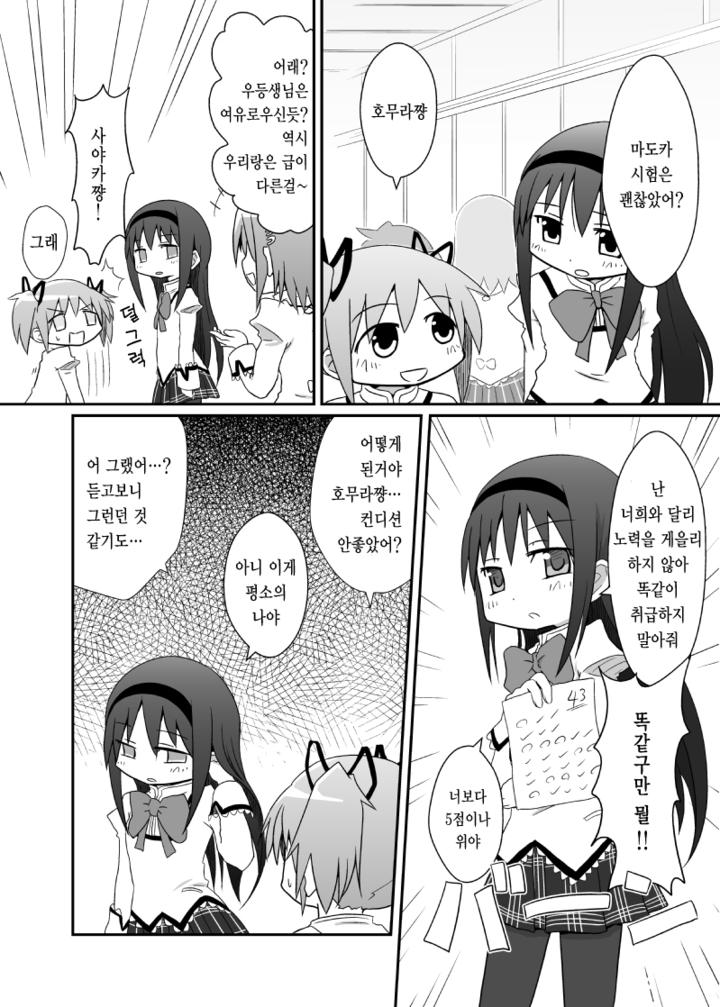 마도카
시험은
괜찮았어?
호무라쨩
어래?
우등생님은
여유로우신듯?
역시
우리랑은 급이
다른걸~
사야카쨩!
그래
덜그럭
난
너희와 달리
노력을 게을리
하지 않아
똑같이
취급하지
말아줘
43
똑같구만 뭘!!
너보다
5점이나
위야
어떻게
된거야
호무라쨩…
컨디션
안좋았어?
아니 이게
평소의
나야
어 그랬어…?
듣고보니
그런던 것
같기도…